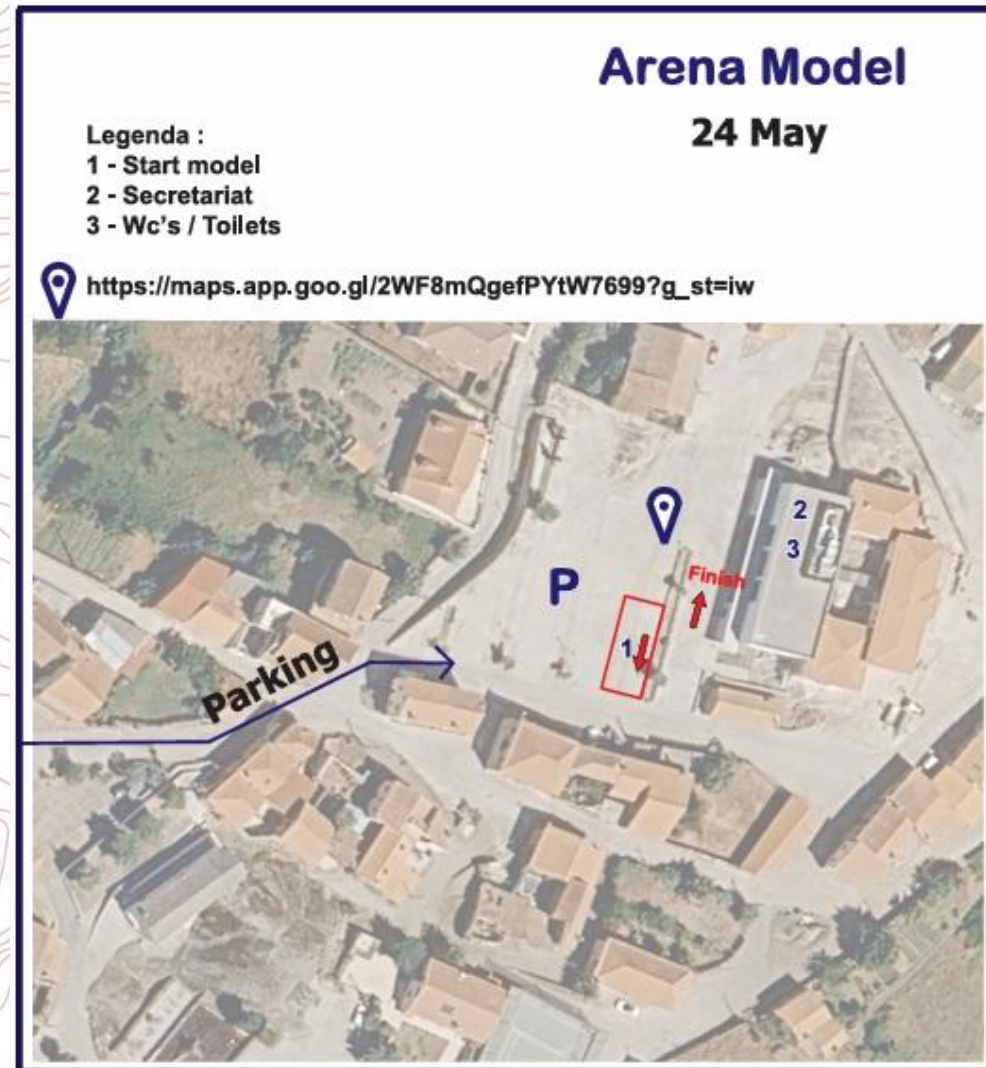 Arena Model
24 May
Legenda :
1 - Start model
2 - Secretariat
3 - Wc's / Toilets
https://maps.app.goo.gl/2WF8mQgefPYtW7699?g_st=iw
2
3
Finish
P
1
Parking